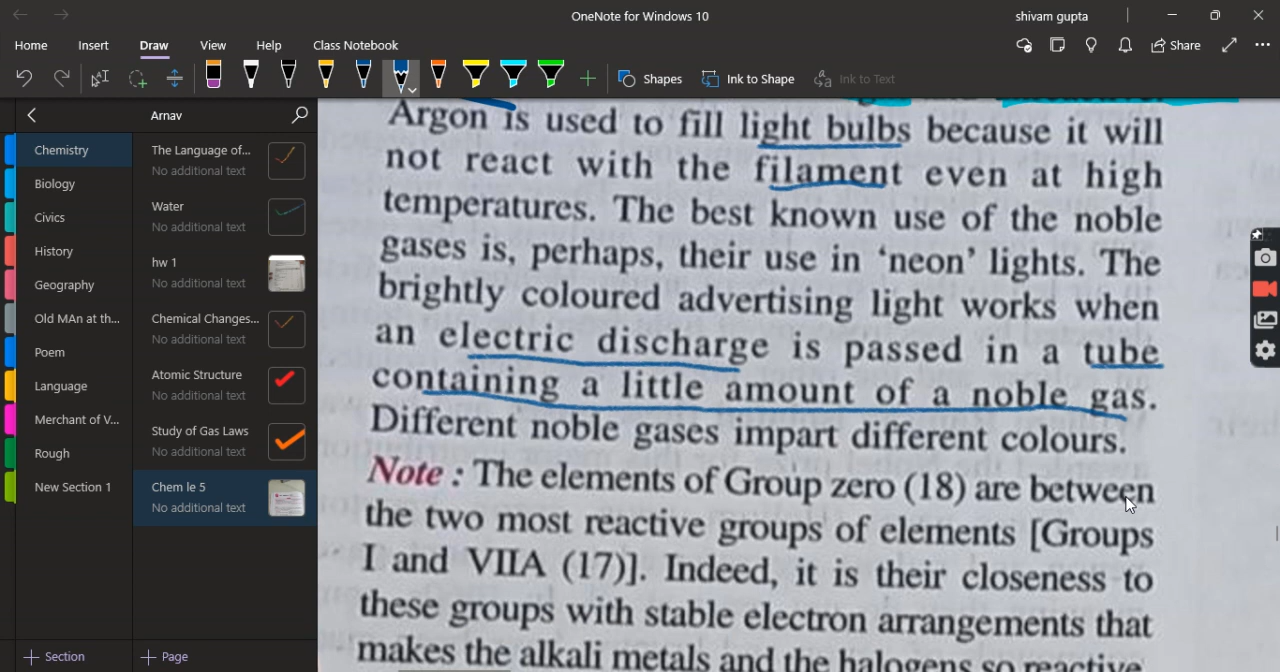 OneNote for Windows 10
shivam gupta
Home Insert Draw View Help Class Notebook
Share
Shapes Ink to Shape Ink to Text
Arnav
Chemistry
Biology
Civics
History
Geography
Old MAn at th...
Poem
Language
Merchant of V...
Rough
New Section 1
Section
The Language of...
No additional text
Water
No additional text
hw 1
No additional text
Chemical Changes...
No additional text
Atomic Structure
No additional text
Study of Gas Laws
No additional text
Chem le 5
No additional text
Page
Argon is used to fill light bulbs because it will
not react with the filament even at high
temperatures. The best known use of the noble
gases is, perhaps, their use in ‘neon’ lights. The
brightly coloured advertising light works when
an electric discharge is passed in a tube
containing a little amount of a noble gas.
Different noble gases impart different colours.
Note : The elements of Group zero (18) are between
the two most reactive groups of elements [Groups
I and VIIA (17)]. Indeed, it is their closeness to
these groups with stable electron arrangements that
makes the alkali metals and the halogens so reactive